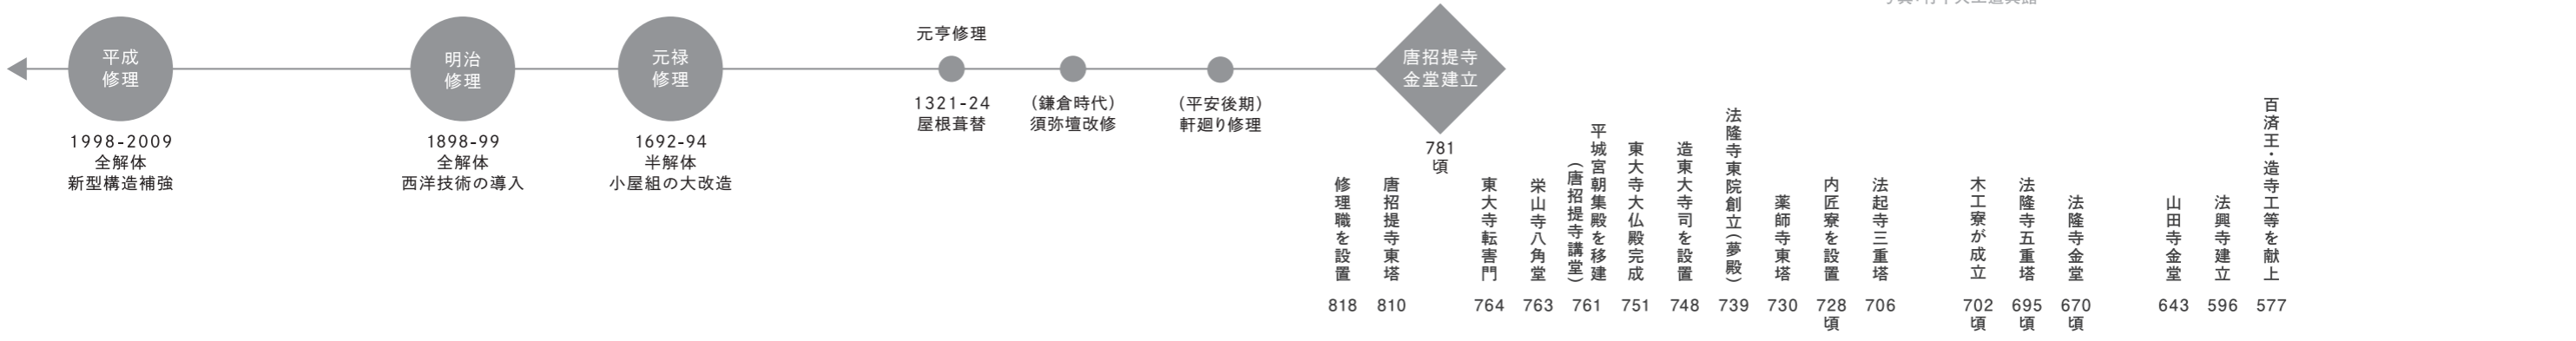 平成
修理
1998-2009
全解体
新型構造補強
明治
修理
1898-99
全解体
西洋技術の導入
元禄
修理
1692-94
半解体
小屋組の大改造
元亨修理
1321-24
屋根葺替
(鎌倉時代)
須弥壇改修
(平安後期)
軒廻り修理
唐招提寺
金堂建立
781
頃
百済王・造寺工等を献上
577
法興寺建立
596
山田寺金堂
643
法隆寺金堂
670
頃
法隆寺五重塔
695
頃
木工寮が成立
702
頃
法起寺三重塔
706
内匠寮を設置
728
頃
薬師寺東塔
730
法隆寺東院創立(夢殿)
739
造東大寺司を設置
748
東大寺大仏殿完成
751
平城宮朝集殿を移建
(唐招提寺講堂)
761
栄山寺八角堂
763
東大寺転害門
764
唐招提寺東塔
810
修理職を設置
818